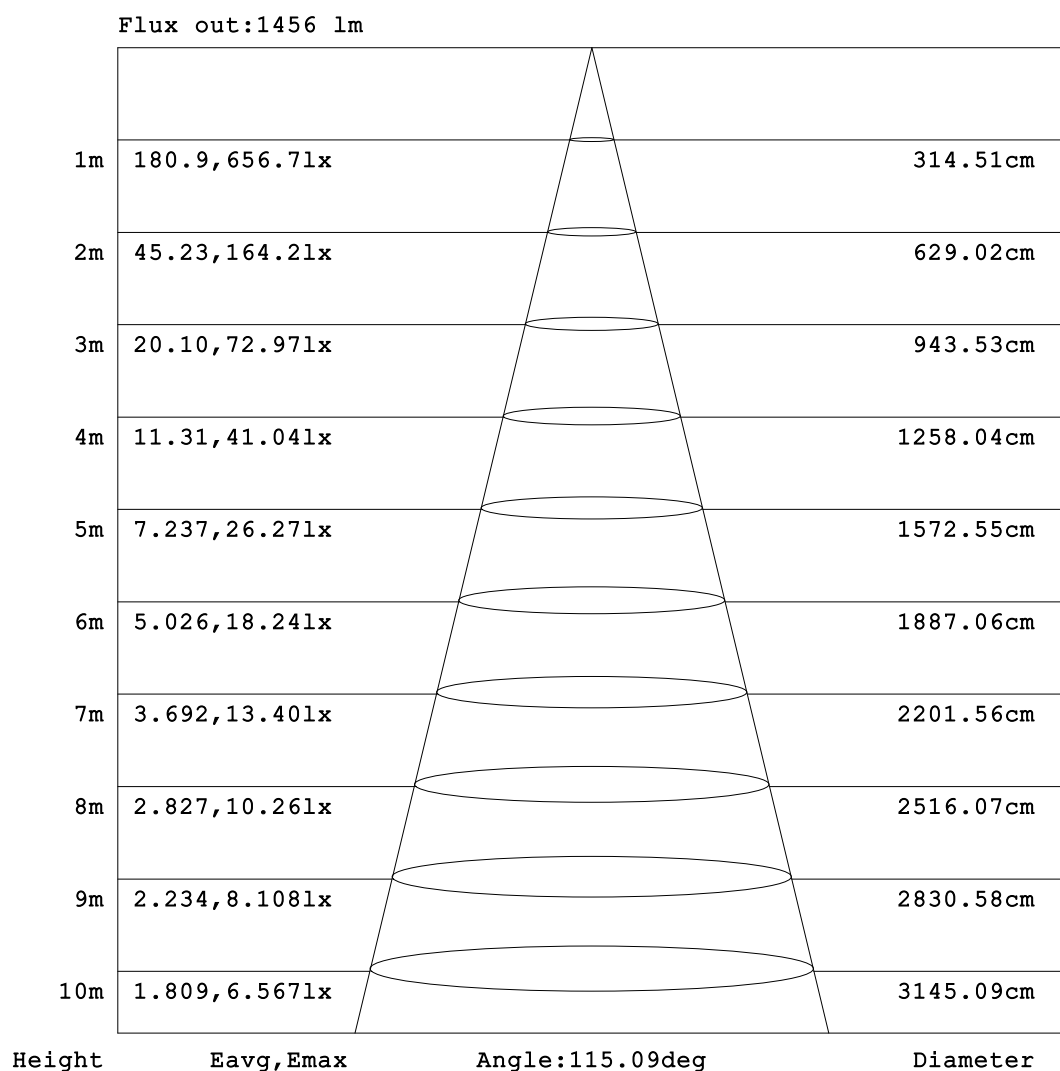 Flux out:1456 lm
1m 180.9,656.7lx 314.51cm
2m 45.23,164.2lx 629.02cm
3m 20.10,72.97lx 943.53cm
4m 11.31,41.04lx 1258.04cm
5m 7.237,26.27lx 1572.55cm
6m 5.026,18.24lx 1887.06cm
7m 3.692,13.40lx 2201.56cm
8m 2.827,10.26lx 2516.07cm
9m 2.234,8.108lx 2830.58cm
10m 1.809,6.567lx 3145.09cm
Height Eavg,Emax Angle:115.09deg Diameter